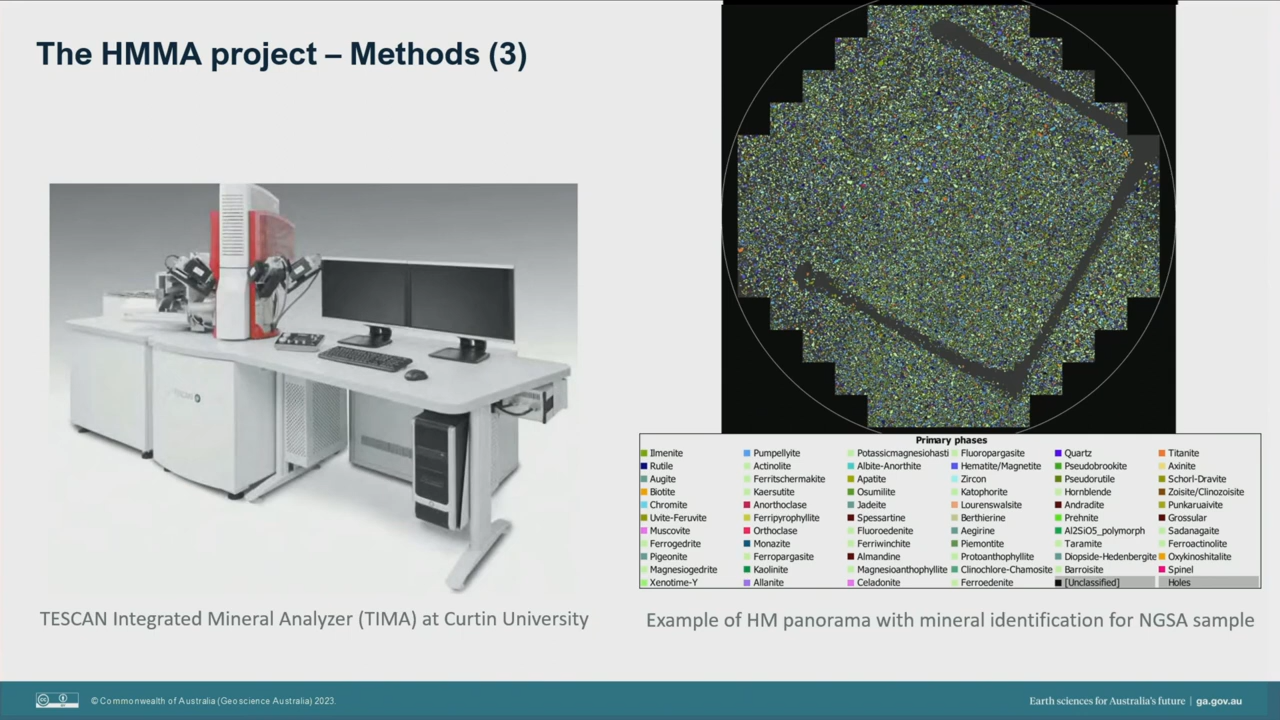 The HMMA project – Methods (3)
TESCAN
Primary phases
Ilmenite Pumpellyite Potassicmagnesiohasti Fluoropargasite Quartz Titanite
Rutile Actinolite Albite-Anorthite Hematite/Magnetite Pseudobrookite Axinite
Augite Ferritschermakite Apatite Zircon Pseudorutile Schorl-Dravite
Biotite Kaersutite Osumilite Katophorite Hornblende Zoisite/Clinozoisite
Chromite Anorthoclase Jadeite Lourenswalsite Andradite Punkaruaivite
Uvite-Feruvite Ferripyrophyllite Spessartine Berthierine Prehnite Grossular
Muscovite Orthoclase Fluoroedenite Aegirine Al2SiO5_polymorph Sadanagaite
Ferrogedrite Monazite Ferriwinchite Piemontite Taramite Ferroactinolite
Pigeonite Ferropargasite Almandine Protoanthophyllite Diopside-Hedenbergite Oxykinoshitalite
Magnesiogedrite Kaolinite Magnesioanthophyllite Clinochlore-Chamosite Barroisite Spinel
Xenotime-Y Allanite Celadonite Ferroedenite [Unclassified] Holes
TESCAN Integrated Mineral Analyzer (TIMA) at Curtin University
Example of HM panorama with mineral identification for NGSA sample
© Commonwealth of Australia (Geoscience Australia) 2023.
Earth sciences for Australia's future | ga.gov.au